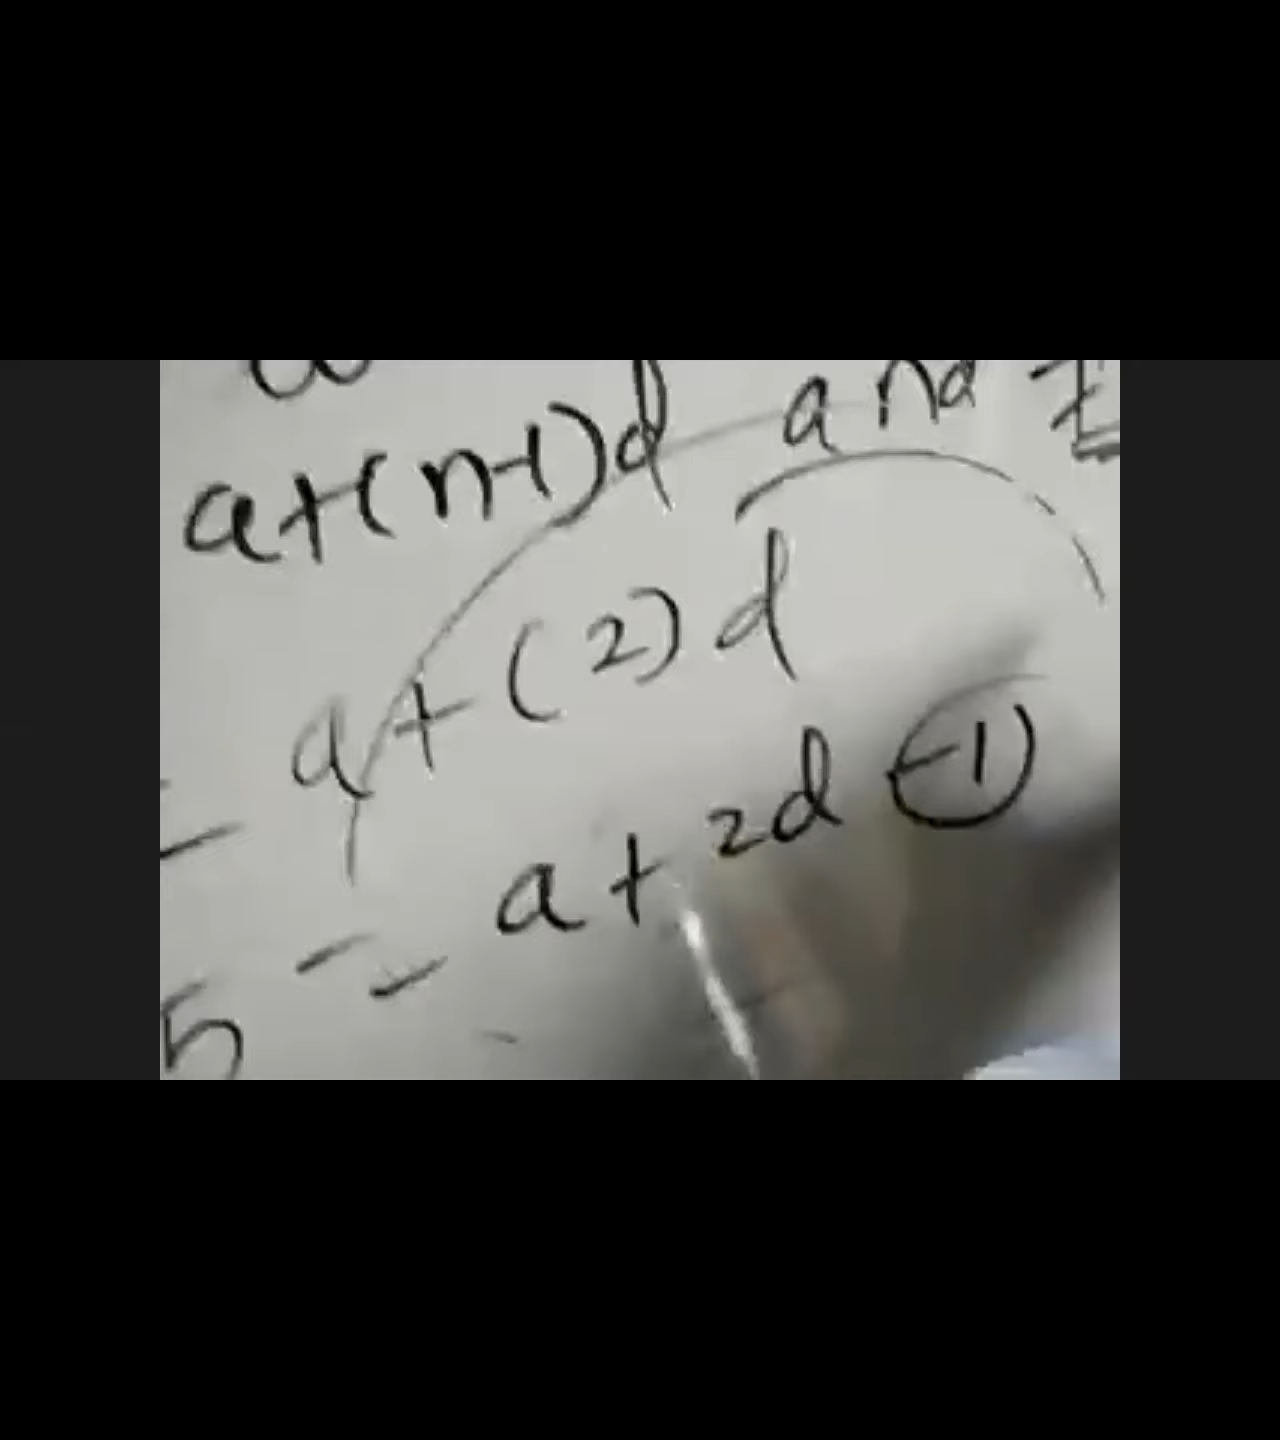 a+(n-1)d and
= a+(2)d
5 = a+2d -①